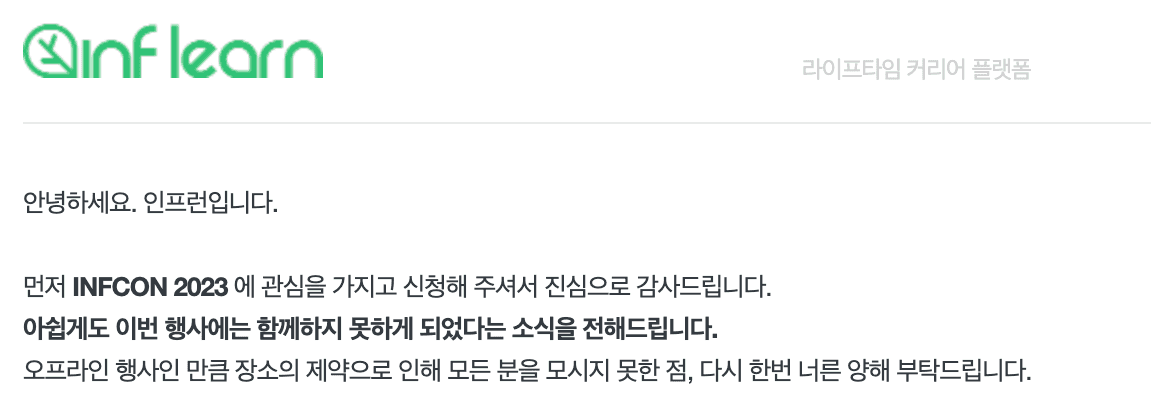 inflearn
라이프타임 커리어 플랫폼
안녕하세요. 인프런입니다.
먼저 INFCON 2023 에 관심을 가지고 신청해 주셔서 진심으로 감사드립니다.
아쉽게도 이번 행사에는 함께하지 못하게 되었다는 소식을 전해드립니다.
오프라인 행사인 만큼 장소의 제약으로 인해 모든 분을 모시지 못한 점, 다시 한번 너른 양해 부탁드립니다.